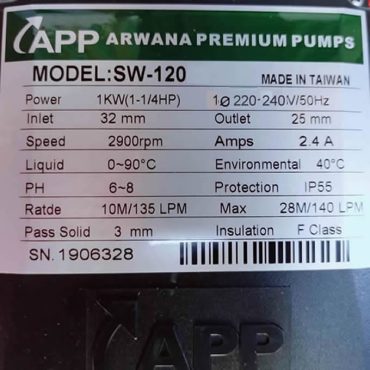 APP ARWANA PREMIUM PUMPS
MODEL:SW-120 MADE IN TAIWAN
Power 1KW(1-1/4HP) 1Ø 220-240V/50Hz
Inlet 32 mm Outlet 25 mm
Speed 2900rpm Amps 2.4 A
Liquid 0~90°C Environmental 40°C
PH 6~8 Protection IP55
Ratde 10M/135 LPM Max 28M/140 LPM
Pass Solid 3 mm Insulation F Class
SN.1906328
APP